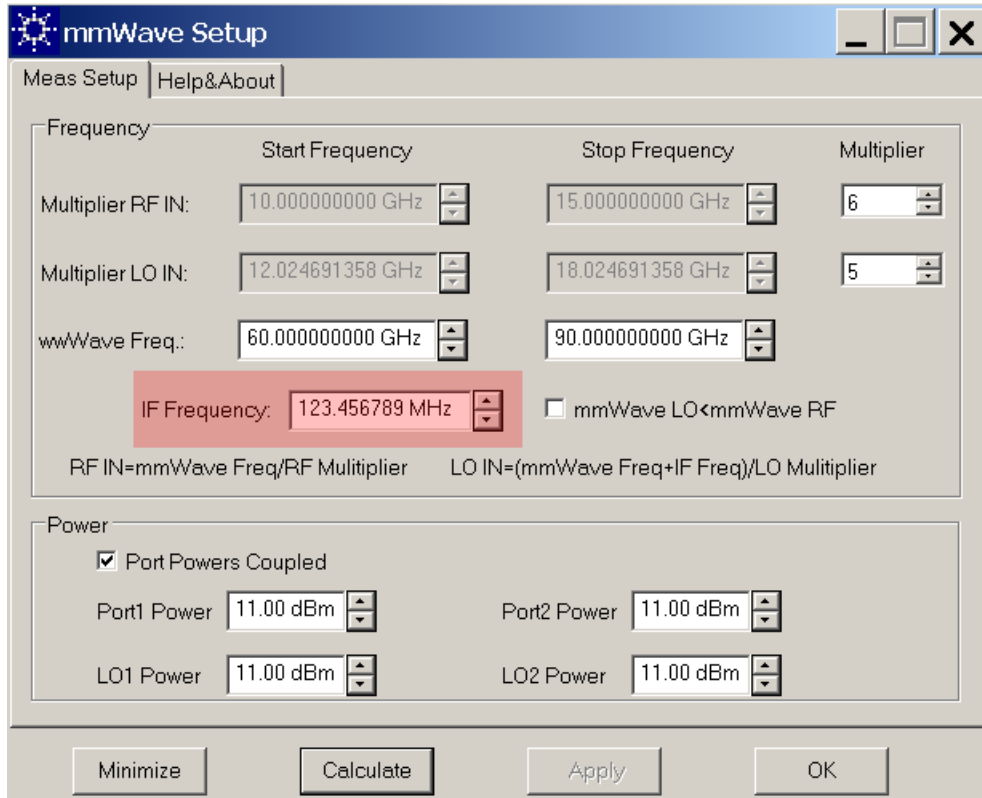 mmWave Setup
Meas Setup Help&About
Frequency
Start Frequency Stop Frequency Multiplier
Multiplier RF IN: 10.000000000 GHz 15.000000000 GHz 6
Multiplier LO IN: 12.024691358 GHz 18.024691358 GHz 5
wwWave Freq.: 60.000000000 GHz 90.000000000 GHz
IF Frequency: 123.456789 MHz mmWave LO<mmWave RF
RF IN=mmWave Freq/RF Mulitiplier LO IN=(mmWave Freq+IF Freq)/LO Mulitiplier
Power
Port Powers Coupled
Port1 Power 11.00 dBm Port2 Power 11.00 dBm
LO1 Power 11.00 dBm LO2 Power 11.00 dBm
Minimize Calculate Apply OK